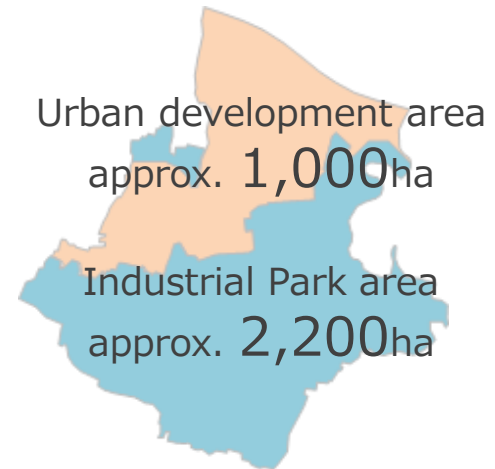 Urban development area
approx. 1,000ha
Industrial Park area
approx. 2,200ha